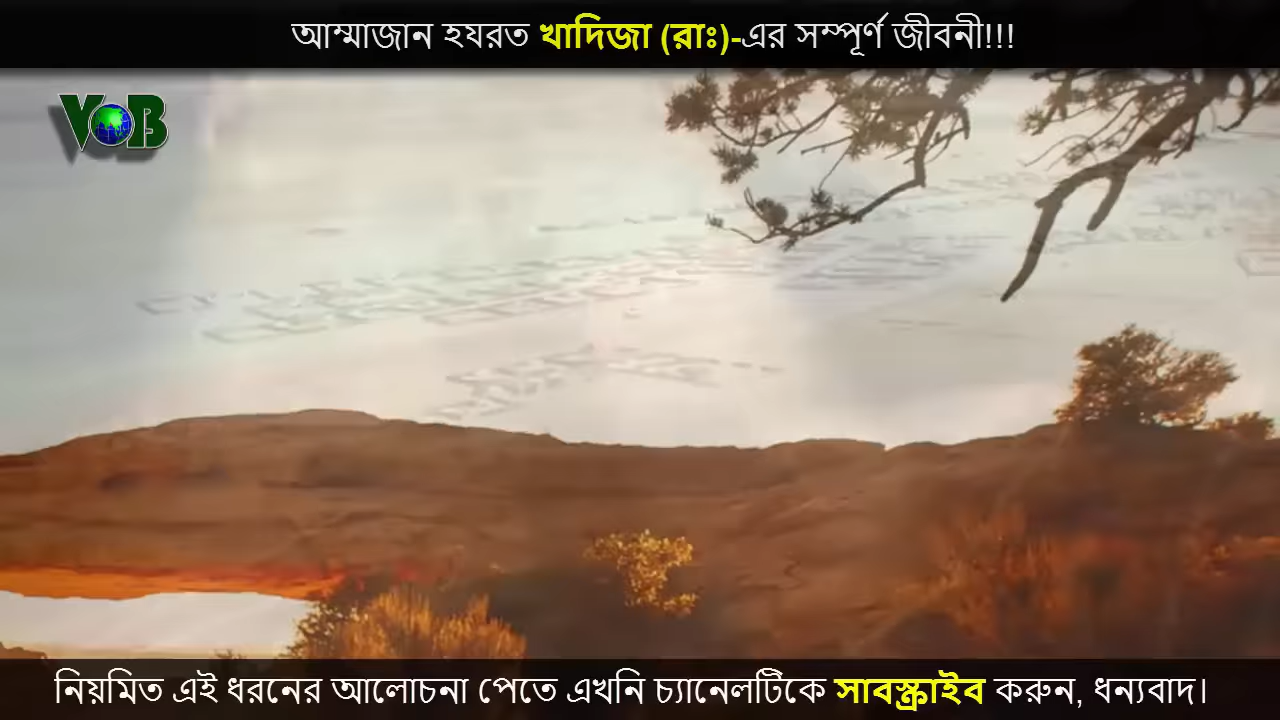 আম্মাজান হযরত খাদিজা (রাঃ)-এর সম্পূর্ণ জীবনী!!!
VOB
নিয়মিত এই ধরনের আলোচনা পেতে এখনি চ্যানেলটিকে সাবস্ক্রাইব করুন, ধন্যবাদ।